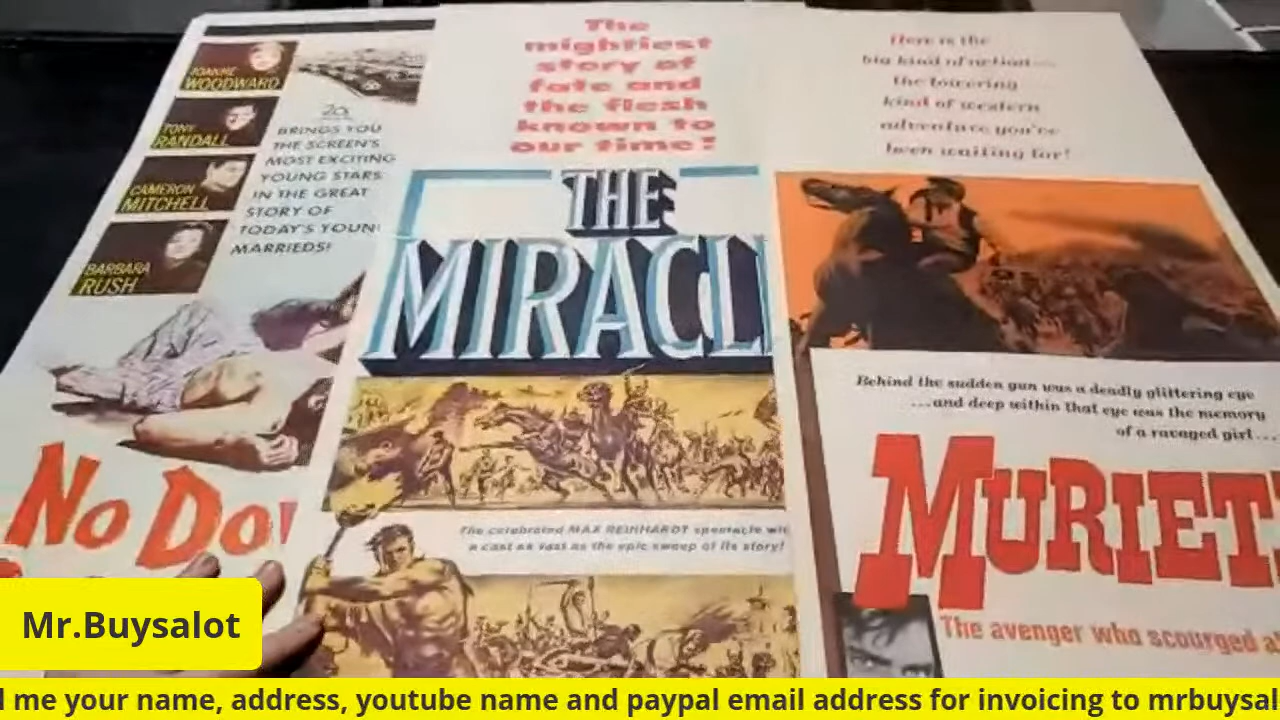 JOANNE
WOODWARD
TONY
RANDALL
CAMERON
MITCHELL
BARBARA
RUSH
20th
BRINGS YOU
THE SCREEN'S
MOST EXCITING
YOUNG STARS
IN THE GREAT
STORY OF
TODAY'S YOUN
MARRIEDS!
No Do
The
mightiest
story of
fate and
the flesh
known to
our time!
THE
MIRACL
The celebrated MAX REINHARDT spectacle wit
a cast as vast as the epic sweep of its story!
Here is the
big kind of action—
the towering
kind of western
adventure you've
been waiting for!
Behind the sudden gun was a deadly glittering eye
...and deep within that eye was the memory
of a ravaged girl...
MURIET
The avenger who scourged a
Mr.Buysalot
l me your name, address, youtube name and paypal email address for invoicing to mrbuysal